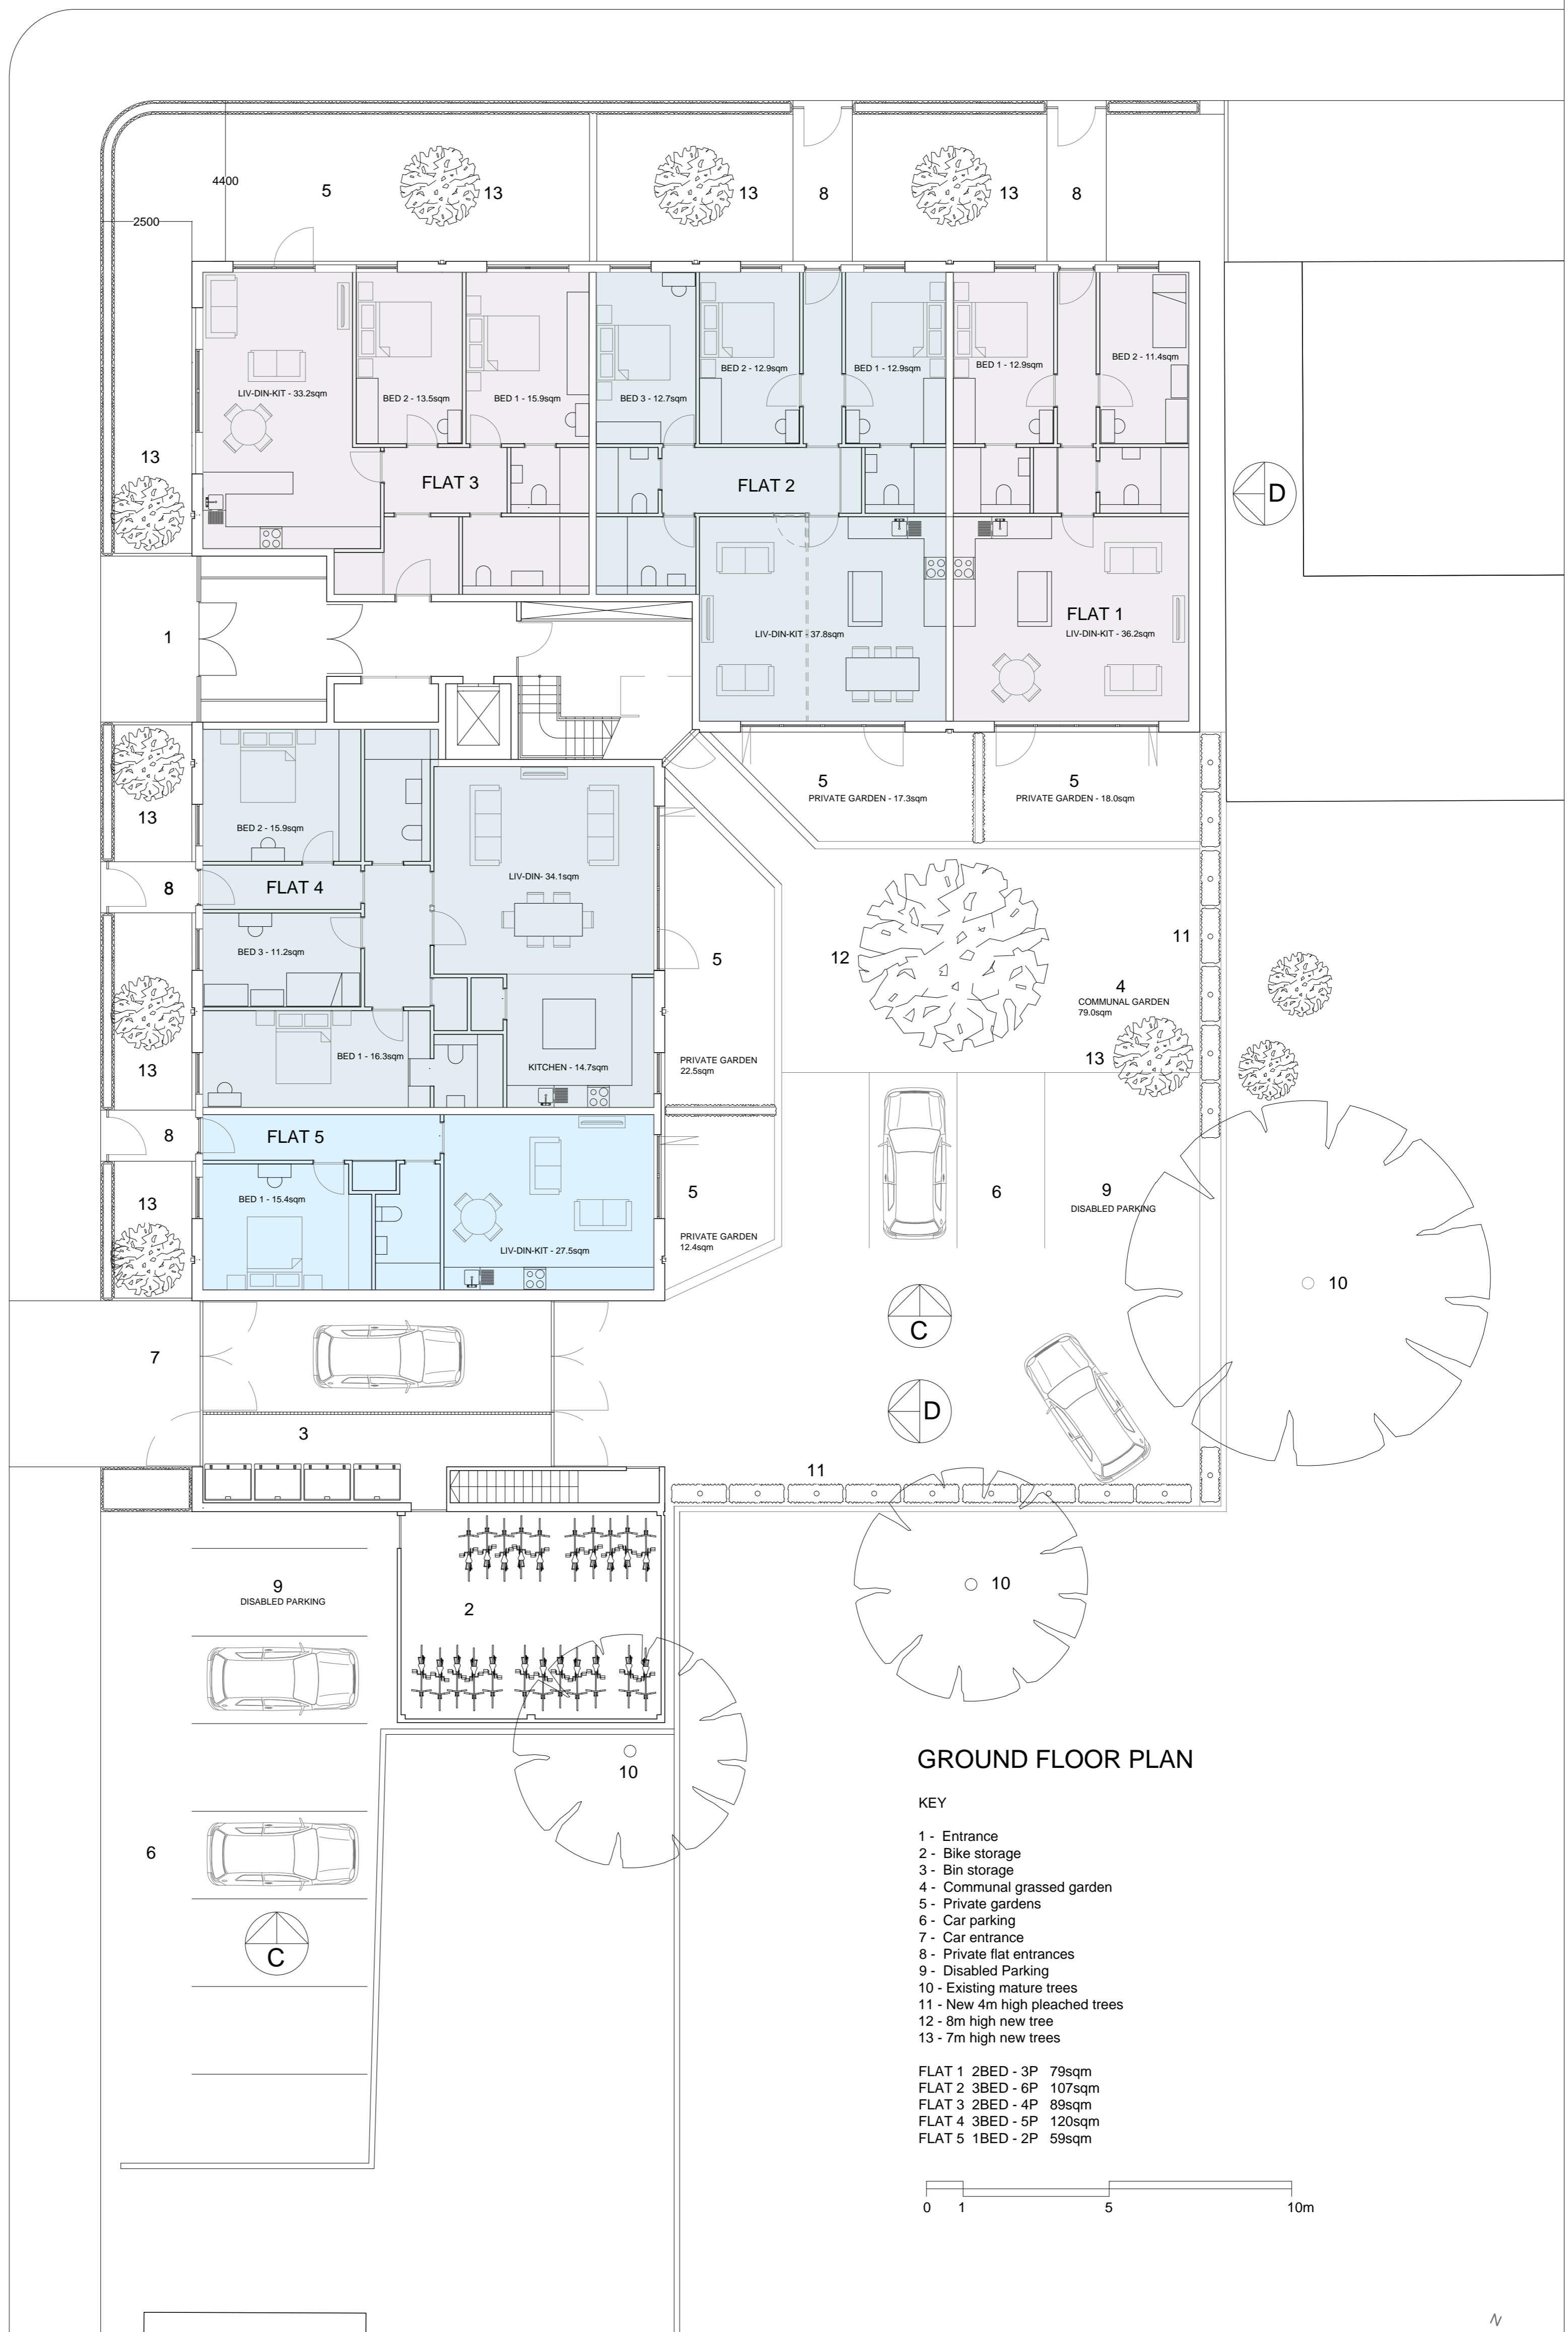 4400
5
13
13
8
13
8
2500
LIV-DIN-KIT - 33.2sqm
BED 2 - 13.5sqm
BED 1 - 15.9sqm
BED 3 - 12.7sqm
BED 2 - 12.9sqm
BED 1 - 12.9sqm
BED 1 - 12.9sqm
BED 2 - 11.4sqm
13
FLAT 3
FLAT 2
D
1
FLAT 1
LIV-DIN-KIT - 37.8sqm
LIV-DIN-KIT - 36.2sqm
5
PRIVATE GARDEN - 17.3sqm
5
PRIVATE GARDEN - 18.0sqm
13
BED 2 - 15.9sqm
8
FLAT 4
LIV-DIN- 34.1sqm
BED 3 - 11.2sqm
5
12
11
4
COMMUNAL GARDEN
79.0sqm
13
13
BED 1 - 16.3sqm
KITCHEN - 14.7sqm
PRIVATE GARDEN
22.5sqm
8
FLAT 5
13
BED 1 - 15.4sqm
LIV-DIN-KIT - 27.5sqm
5
PRIVATE GARDEN
12.4sqm
6
9
DISABLED PARKING
10
C
7
D
3
11
9
DISABLED PARKING
2
10
10
6
C
GROUND FLOOR PLAN
KEY
1 - Entrance
2 - Bike storage
3 - Bin storage
4 - Communal grassed garden
5 - Private gardens
6 - Car parking
7 - Car entrance
8 - Private flat entrances
9 - Disabled Parking
10 - Existing mature trees
11 - New 4m high pleached trees
12 - 8m high new tree
13 - 7m high new trees
FLAT 1 2BED - 3P 79sqm
FLAT 2 3BED - 6P 107sqm
FLAT 3 2BED - 4P 89sqm
FLAT 4 3BED - 5P 120sqm
FLAT 5 1BED - 2P 59sqm
0 1 5 10m
N